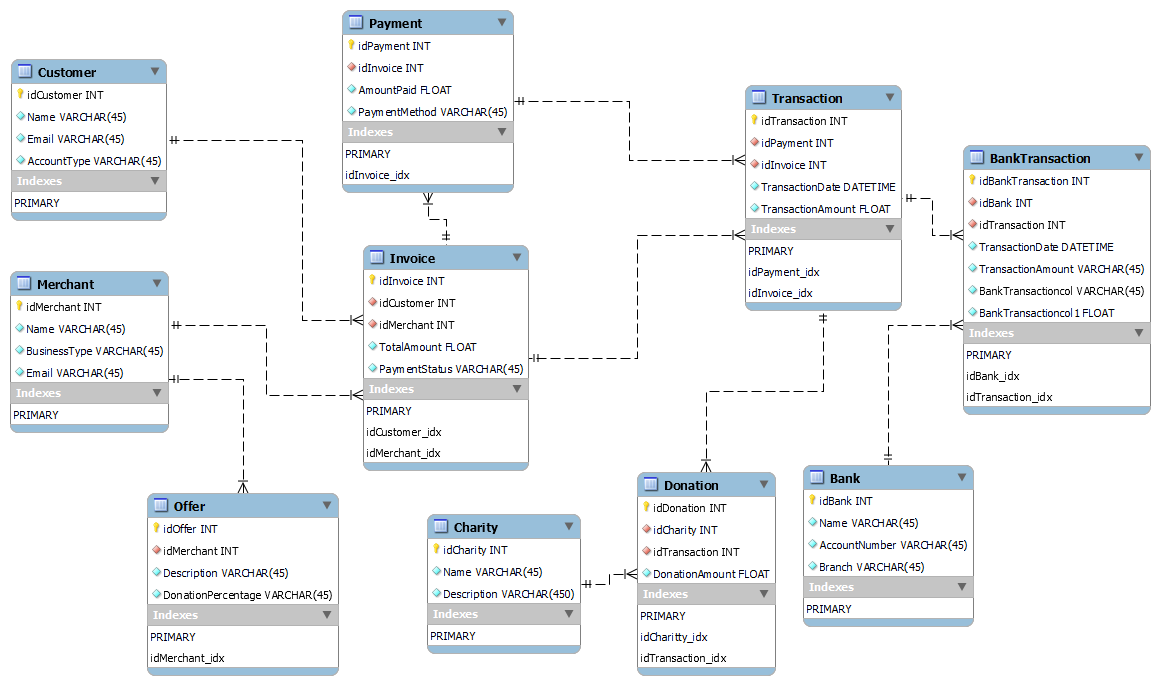 Payment
idPayment INT
idInvoice INT
AmountPaid FLOAT
PaymentMethod VARCHAR(45)
Indexes
PRIMARY
idInvoice_idx
Customer
idCustomer INT
Name VARCHAR(45)
Email VARCHAR(45)
AccountType VARCHAR(45)
Indexes
PRIMARY
Transaction
idTransaction INT
idPayment INT
idInvoice INT
TransactionDate DATETIME
TransactionAmount FLOAT
Indexes
PRIMARY
idPayment_idx
idInvoice_idx
BankTransaction
idBankTransaction INT
idBank INT
idTransaction INT
TransactionDate DATETIME
TransactionAmount VARCHAR(45)
BankTransactioncol VARCHAR(45)
BankTransactioncol1 FLOAT
Indexes
PRIMARY
idBank_idx
idTransaction_idx
Invoice
idInvoice INT
idCustomer INT
idMerchant INT
TotalAmount FLOAT
PaymentStatus VARCHAR(45)
Indexes
PRIMARY
idCustomer_idx
idMerchant_idx
Merchant
idMerchant INT
Name VARCHAR(45)
BusinessType VARCHAR(45)
Email VARCHAR(45)
Indexes
PRIMARY
Offer
idOffer INT
idMerchant INT
Description VARCHAR(45)
DonationPercentage VARCHAR(45)
Indexes
PRIMARY
idMerchant_idx
Charity
idCharity INT
Name VARCHAR(45)
Description VARCHAR(450)
Indexes
PRIMARY
Donation
idDonation INT
idCharity INT
idTransaction INT
DonationAmount FLOAT
Indexes
PRIMARY
idCharitty_idx
idTransaction_idx
Bank
idBank INT
Name VARCHAR(45)
AccountNumber VARCHAR(45)
Branch VARCHAR(45)
Indexes
PRIMARY